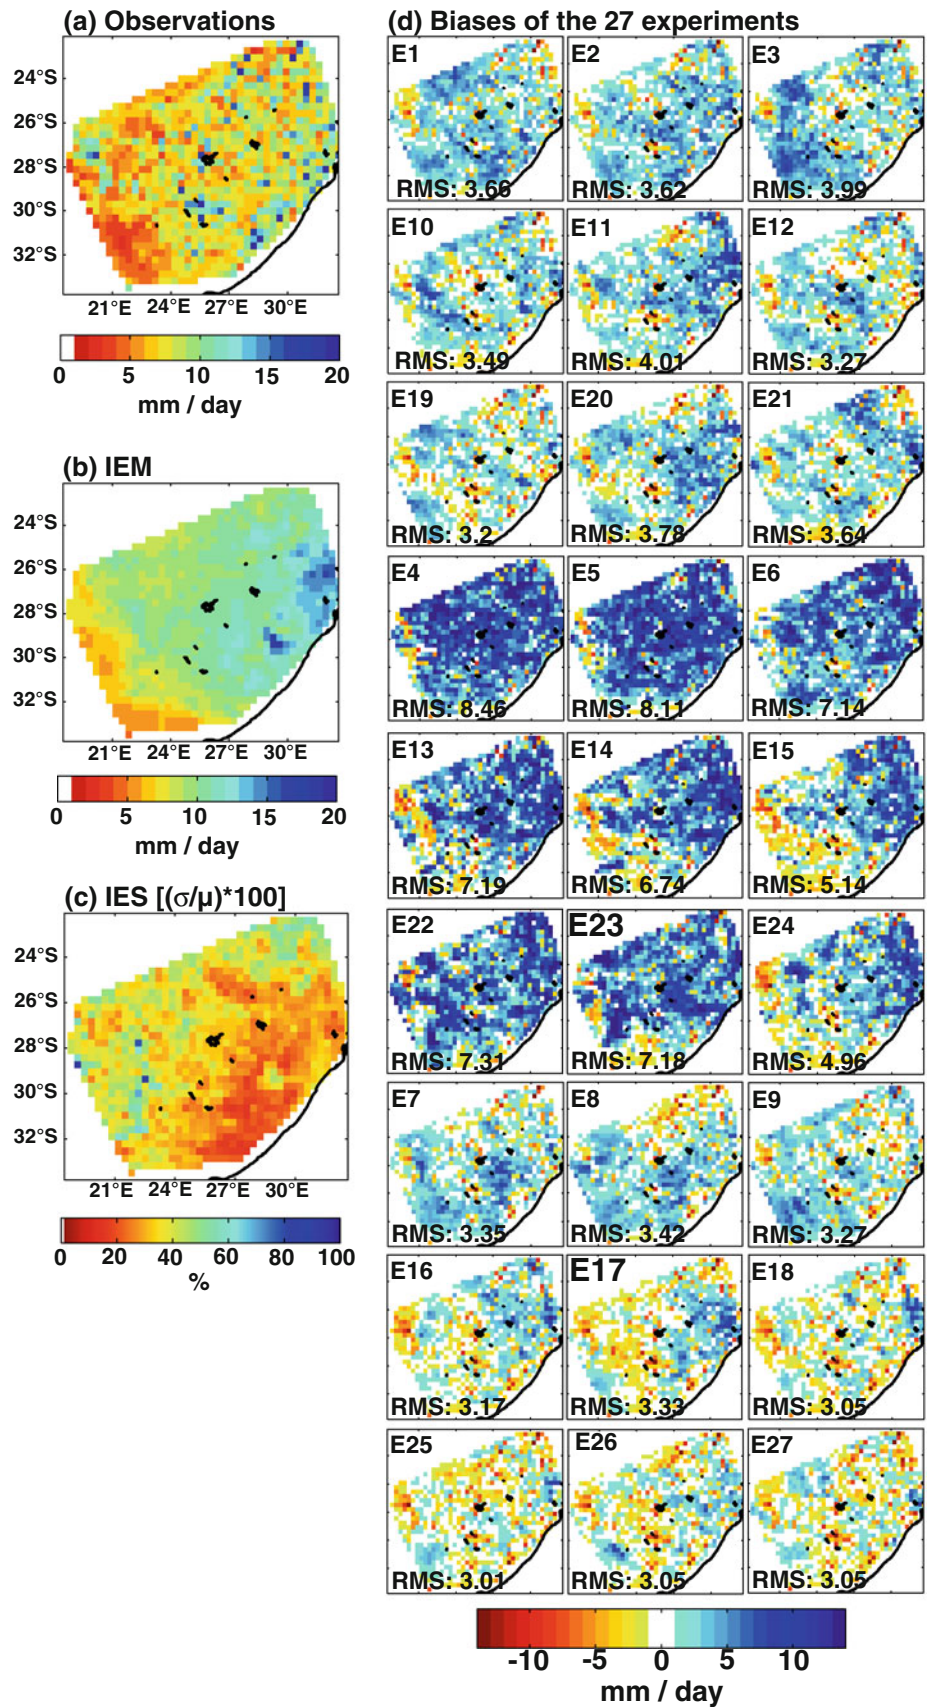 (a) Observations
24°S
26°S
28°S
30°S
32°S
21°E 24°E 27°E 30°E
0 5 10 15 20
mm / day
(b) IEM
24°S
26°S
28°S
30°S
32°S
21°E 24°E 27°E 30°E
0 5 10 15 20
mm / day
(c) IES [(σ/μ)*100]
24°S
26°S
28°S
30°S
32°S
21°E 24°E 27°E 30°E
0 20 40 60 80 100
%
(d) Biases of the 27 experiments
E1 E2 E3
RMS: 3.66 RMS: 3.62 RMS: 3.99
E10 E11 E12
RMS: 3.49 RMS: 4.01 RMS: 3.27
E19 E20 E21
RMS: 3.2 RMS: 3.78 RMS: 3.64
E4 E5 E6
RMS: 8.46 RMS: 8.11 RMS: 7.14
E13 E14 E15
RMS: 7.19 RMS: 6.74 RMS: 5.14
E22 E23 E24
RMS: 7.31 RMS: 7.18 RMS: 4.96
E7 E8 E9
RMS: 3.35 RMS: 3.42 RMS: 3.27
E16 E17 E18
RMS: 3.17 RMS: 3.33 RMS: 3.05
E25 E26 E27
RMS: 3.01 RMS: 3.05 RMS: 3.05
-10 -5 0 5 10
mm / day